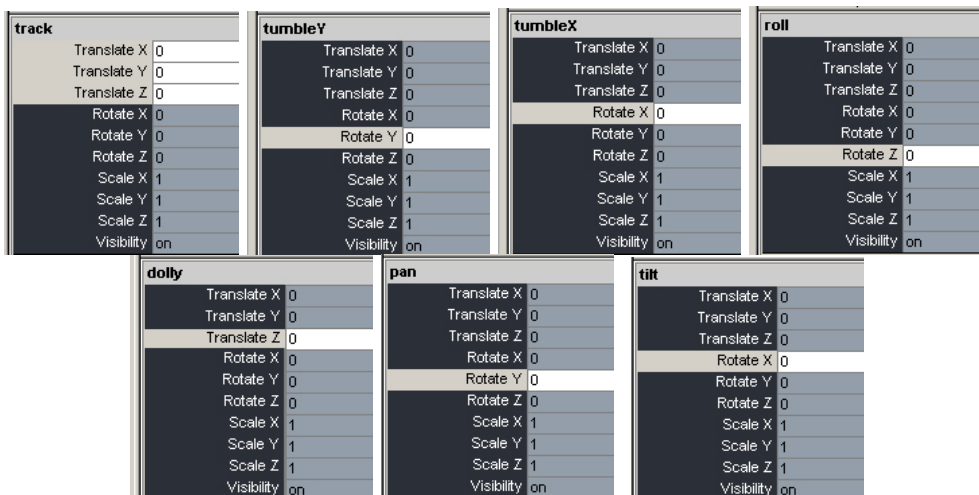 track
Translate X 0
Translate Y 0
Translate Z 0
Rotate X 0
Rotate Y 0
Rotate Z 0
Scale X 1
Scale Y 1
Scale Z 1
Visibility on
tumbleY
Translate X 0
Translate Y 0
Translate Z 0
Rotate X 0
Rotate Y 0
Rotate Z 0
Scale X 1
Scale Y 1
Scale Z 1
Visibility on
tumbleX
Translate X 0
Translate Y 0
Translate Z 0
Rotate X 0
Rotate Y 0
Rotate Z 0
Scale X 1
Scale Y 1
Scale Z 1
Visibility on
roll
Translate X 0
Translate Y 0
Translate Z 0
Rotate X 0
Rotate Y 0
Rotate Z 0
Scale X 1
Scale Y 1
Scale Z 1
Visibility on
dolly
Translate X 0
Translate Y 0
Translate Z 0
Rotate X 0
Rotate Y 0
Rotate Z 0
Scale X 1
Scale Y 1
Scale Z 1
Visibility on
pan
Translate X 0
Translate Y 0
Translate Z 0
Rotate X 0
Rotate Y 0
Rotate Z 0
Scale X 1
Scale Y 1
Scale Z 1
Visibility on
tilt
Translate X 0
Translate Y 0
Translate Z 0
Rotate X 0
Rotate Y 0
Rotate Z 0
Scale X 1
Scale Y 1
Scale Z 1
Visibility on